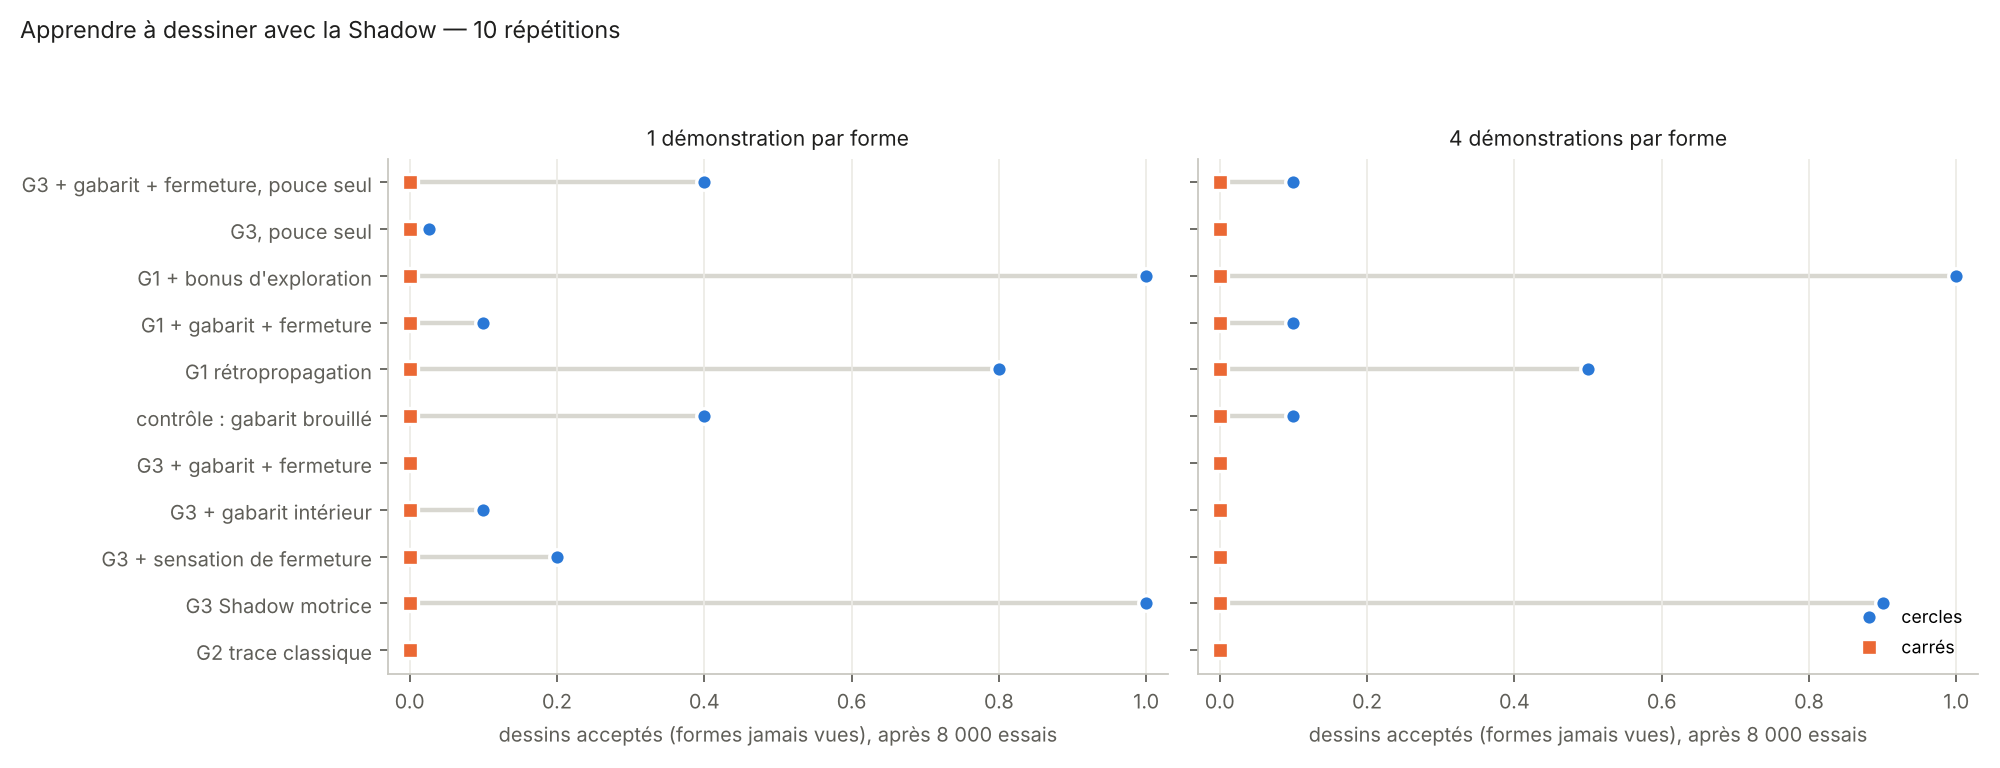 Apprendre à dessiner avec la Shadow — 10 répétitions
1 démonstration par forme
4 démonstrations par forme
G3 + gabarit + fermeture, pouce seul
G3, pouce seul
G1 + bonus d'exploration
G1 + gabarit + fermeture
G1 rétropropagation
contrôle : gabarit brouillé
G3 + gabarit + fermeture
G3 + gabarit intérieur
G3 + sensation de fermeture
G3 Shadow motrice
G2 trace classique
cercles
carrés
0.0 0.2 0.4 0.6 0.8 1.0
0.0 0.2 0.4 0.6 0.8 1.0
dessins acceptés (formes jamais vues), après 8 000 essais
dessins acceptés (formes jamais vues), après 8 000 essais